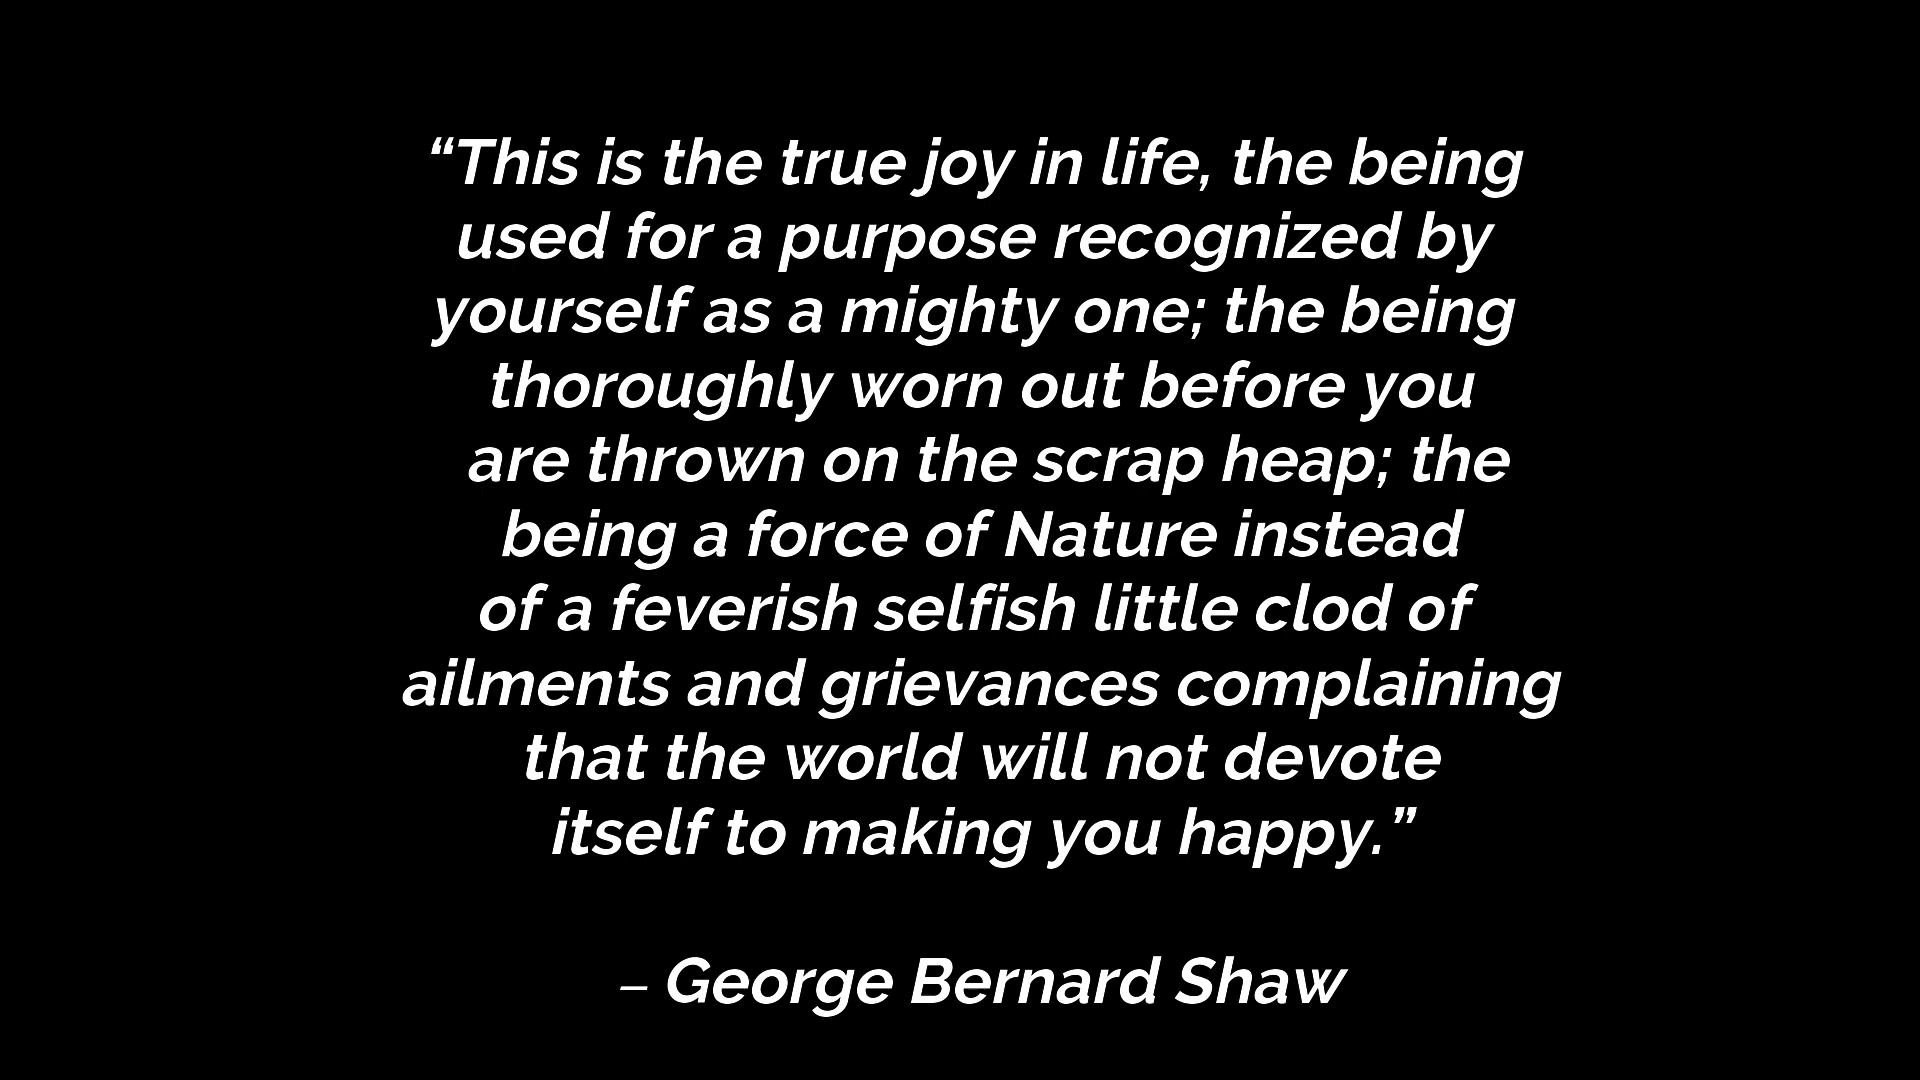 “This is the true joy in life, the being
used for a purpose recognized by
yourself as a mighty one; the being
thoroughly worn out before you
are thrown on the scrap heap; the
being a force of Nature instead
of a feverish selfish little clod of
ailments and grievances complaining
that the world will not devote
itself to making you happy.”
– George Bernard Shaw